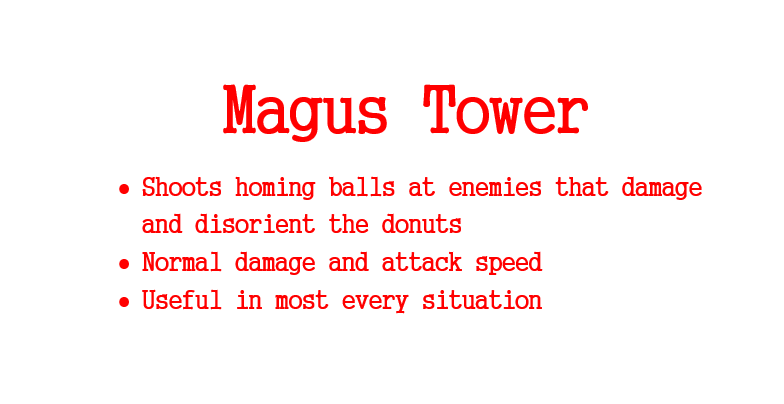 Magus Tower
• Shoots homing balls at enemies that damage
and disorient the donuts
• Normal damage and attack speed
• Useful in most every situation